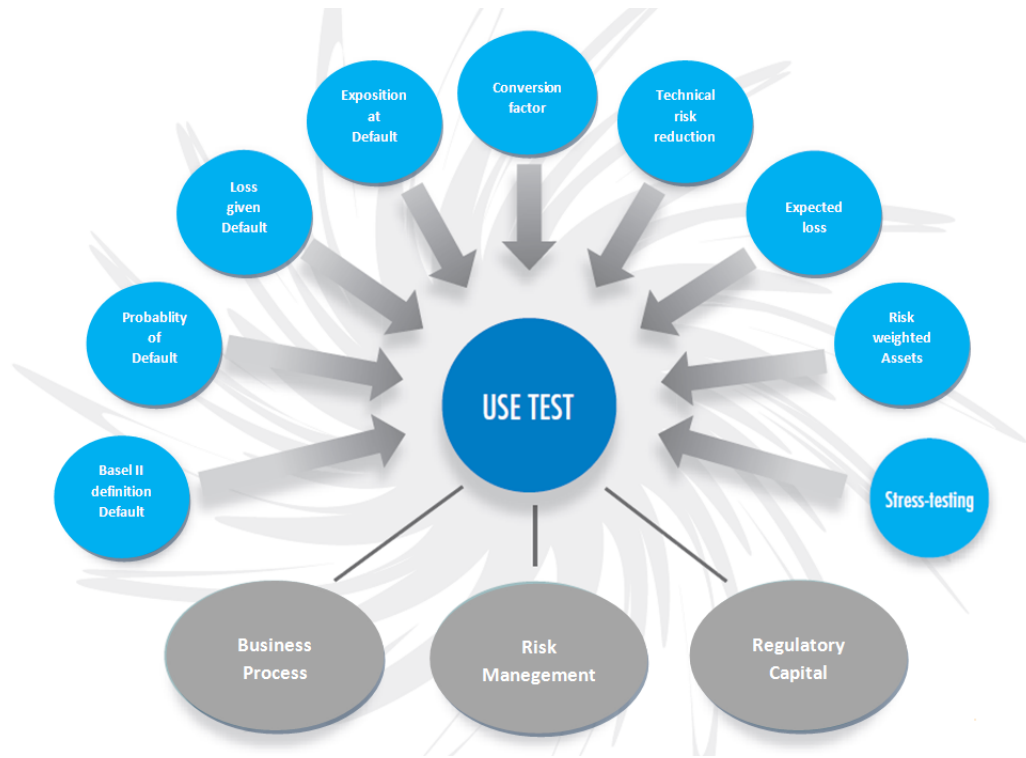 Conversion
factor
Exposition
at
Default
Technical
risk
reduction
Loss
given
Default
Expected
loss
Probablity
of
Default
Risk
weighted
Assets
USE TEST
Basel II
definition
Default
Stress-testing
Business
Process
Risk
Manegement
Regulatory
Capital